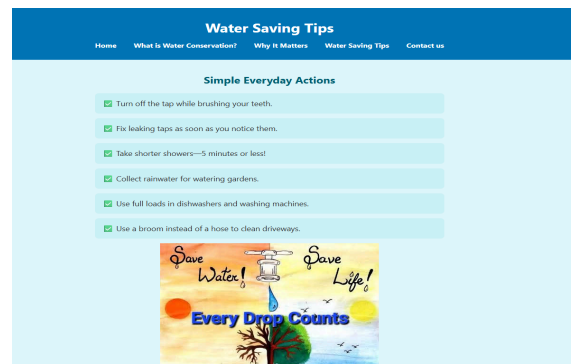 Water Saving Tips
Home What is Water Conservation? Why It Matters Water Saving Tips Contact us
Simple Everyday Actions
✅ Turn off the tap while brushing your teeth.
✅ Fix leaking taps as soon as you notice them.
✅ Take shorter showers—5 minutes or less!
✅ Collect rainwater for watering gardens.
✅ Use full loads in dishwashers and washing machines.
✅ Use a broom instead of a hose to clean driveways.
Save Save
Water! Life!
Every Drop Counts